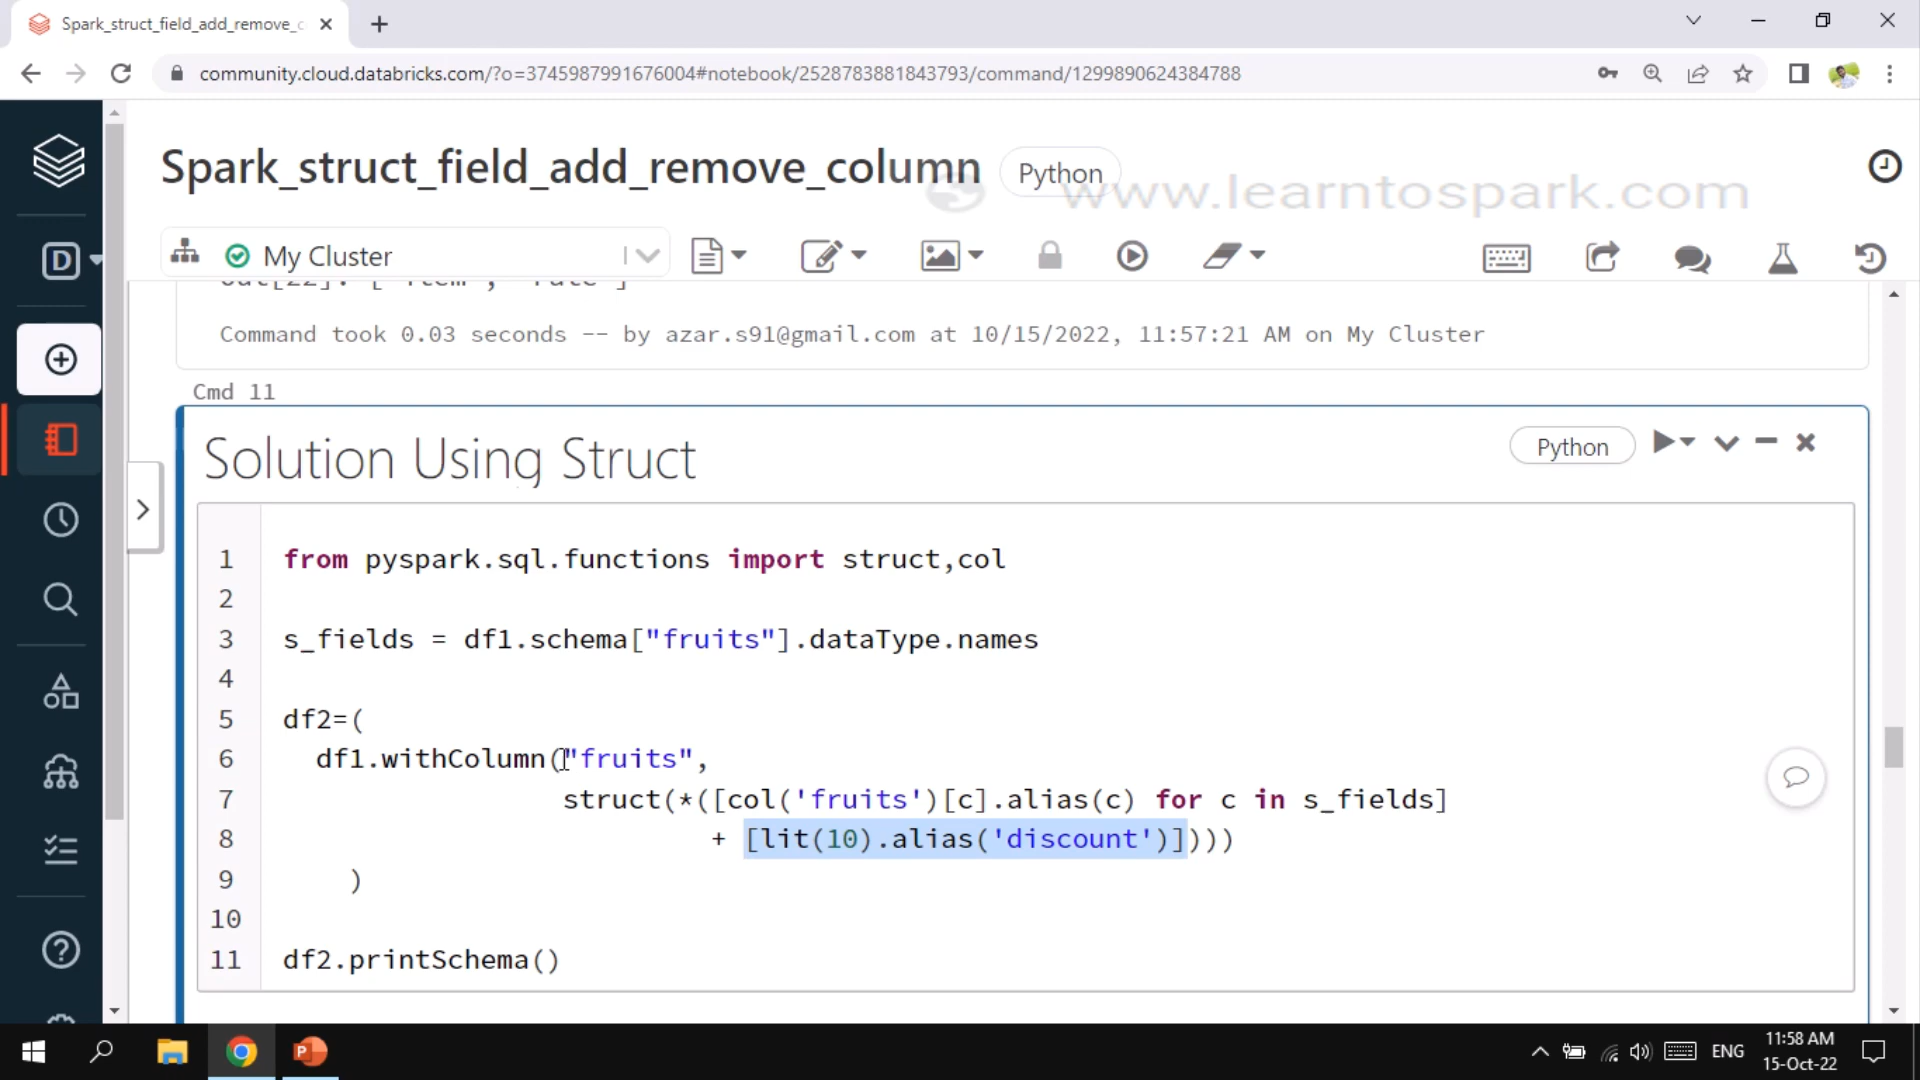 Spark_struct_field_add_remove_c
community.cloud.databricks.com/?o=3745987991676004#notebook/2528783881843793/command/1299890624384788
Spark_struct_field_add_remove_column
Python
www.learntospark.com
D
My Cluster
Out[22]: ['item', 'rate']
Command took 0.03 seconds -- by azar.s91@gmail.com at 10/15/2022, 11:57:21 AM on My Cluster
Cmd 11
Solution Using Struct
Python
1 from pyspark.sql.functions import struct,col
2
3 s_fields = df1.schema["fruits"].dataType.names
4
5 df2=(
6 df1.withColumn("fruits",
7 struct(*([col('fruits')[c].alias(c) for c in s_fields]
8 + [lit(10).alias('discount')])))
9 )
10
11 df2.printSchema()
P
ENG
11:58 AM
15-Oct-22